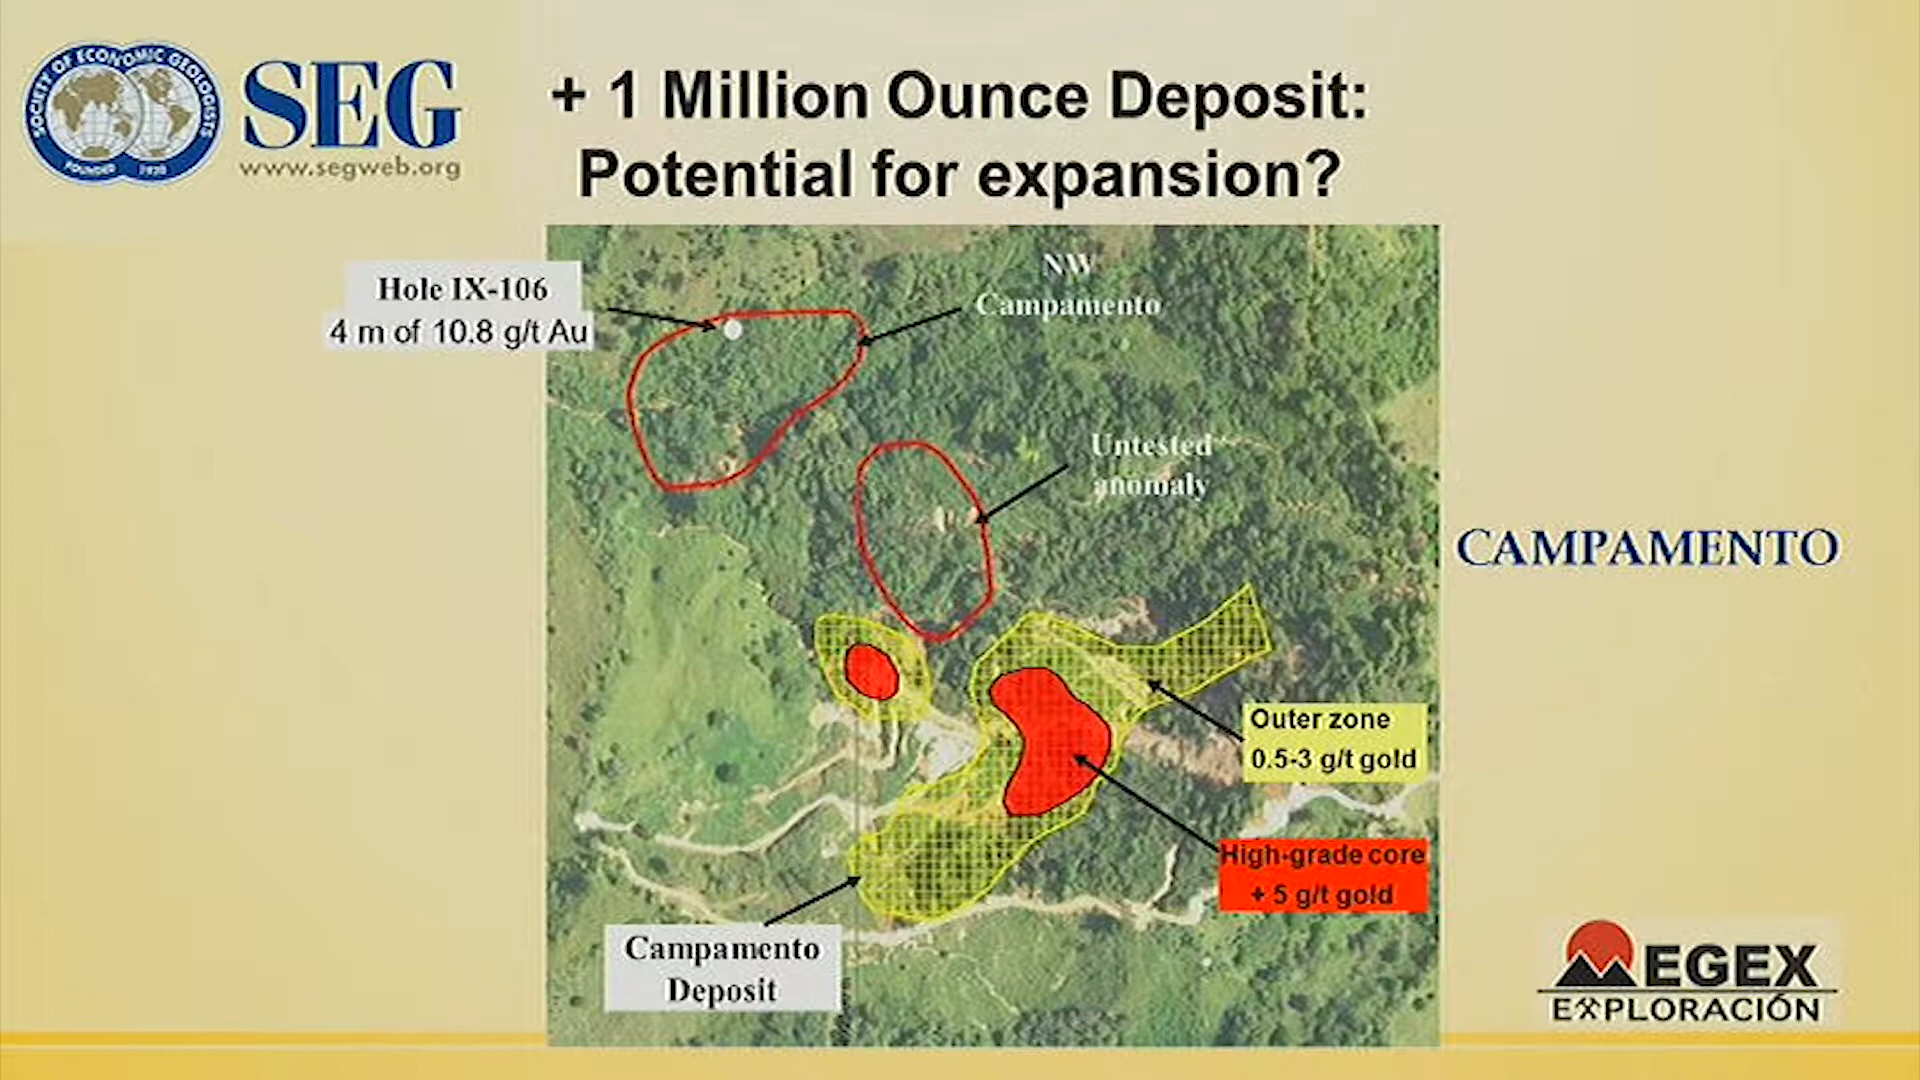 SOCIETY OF ECONOMIC GEOLOGISTS
FOUNDED 1920
SEG
www.segweb.org
+ 1 Million Ounce Deposit:
Potential for expansion?
Hole IX-106
4 m of 10.8 g/t Au
NW
Campamento
Untested
anomaly
CAMPAMENTO
Outer zone
0.5-3 g/t gold
High-grade core
+ 5 g/t gold
Campamento
Deposit
EGEX
EXPLORACIÓN